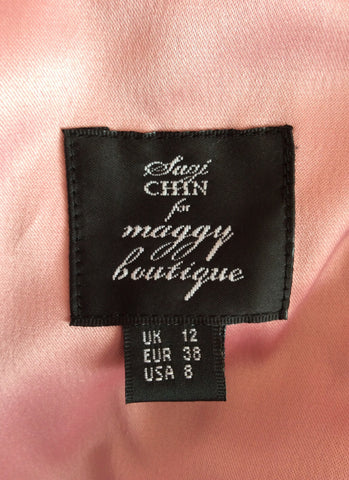 Suzi
CHIN
for
maggy
boutique
UK 12
EUR 38
USA 8